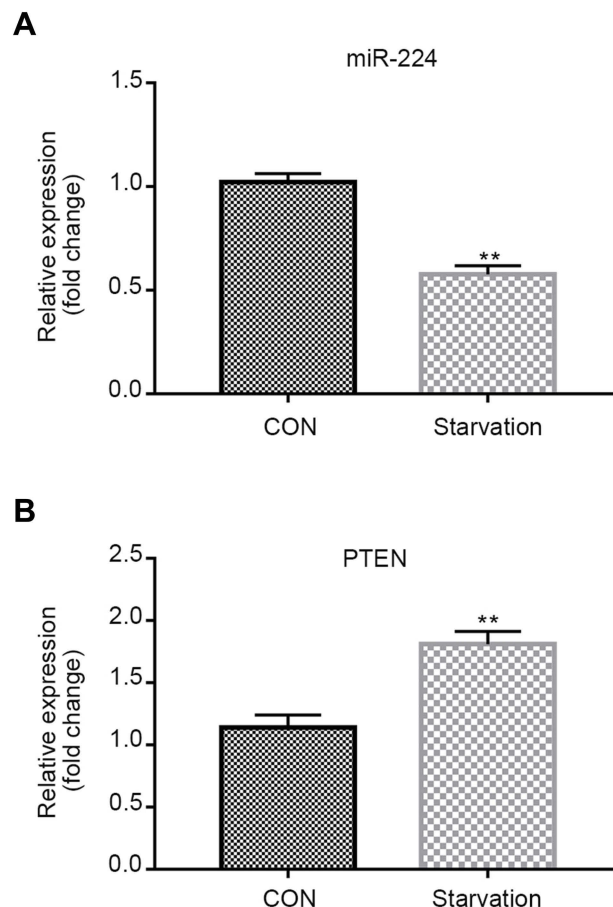 A
miR-224
Relative expression
(fold change)
1.5
1.0
0.5
0.0
**
CON
Starvation
B
PTEN
Relative expression
(fold change)
2.5
2.0
1.5
1.0
0.5
0.0
**
CON
Starvation